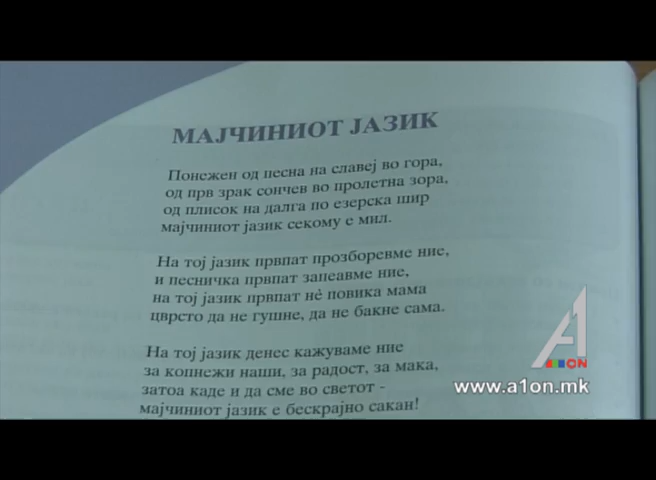 МАЈЧИНИОТ ЈАЗИК
Понежен од песна на славеј во гора,
од прв зрак сончев во пролетна зора,
од плисок на далга по езерска шир
мајчиниот јазик секому е мил.
На тој јазик првпат прозборевме ние,
и песничка првпат запеавме ние,
на тој јазик првпат нè повика мама
цврсто да не гушне, да не бакне сама.
На тој јазик денес кажуваме ние
за копнежи наши, за радост, за мака,
затоа каде и да сме во светот -
мајчиниот јазик е бескрајно сакан!
A1
ON
www.a1on.mk